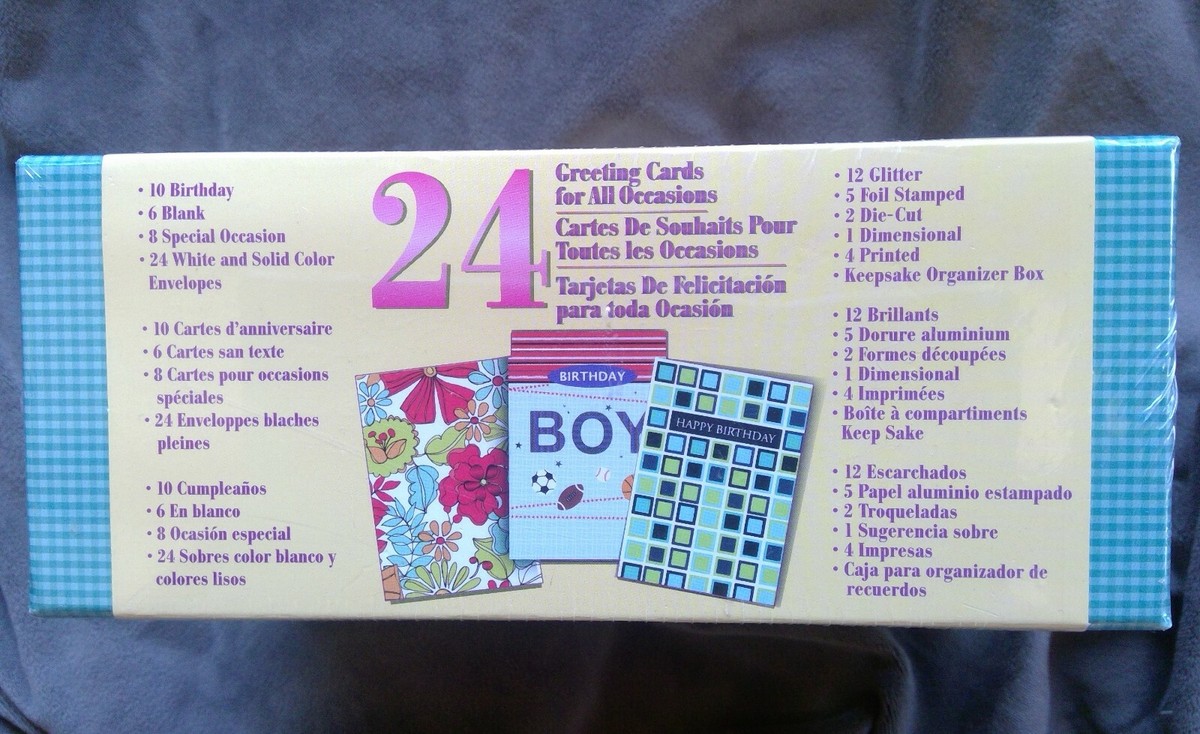 • 10 Birthday
• 6 Blank
• 8 Special Occasion
• 24 White and Solid Color
Envelopes
• 10 Cartes d'anniversaire
• 6 Cartes san texte
• 8 Cartes pour occasions
spéciales
• 24 Enveloppes blaches
pleines
• 10 Cumpleaños
• 6 En blanco
• 8 Ocasión especial
• 24 Sobres color blanco y
colores lisos
24
Greeting Cards
for All Occasions
Cartes De Souhaits Pour
Toutes les Occasions
Tarjetas De Felicitación
para toda Ocasión
BIRTHDAY
BOY
HAPPY BIRTHDAY
• 12 Glitter
• 5 Foil Stamped
• 2 Die-Cut
• 1 Dimensional
• 4 Printed
• Keepsake Organizer Box
• 12 Brillants
• 5 Dorure aluminium
• 2 Formes découpées
• 1 Dimensional
• 4 Imprimées
• Boîte à compartiments
Keep Sake
• 12 Escarchados
• 5 Papel aluminio estampado
• 2 Troqueladas
• 1 Sugerencia sobre
• 4 Impresas
• Caja para organizador de
recuerdos